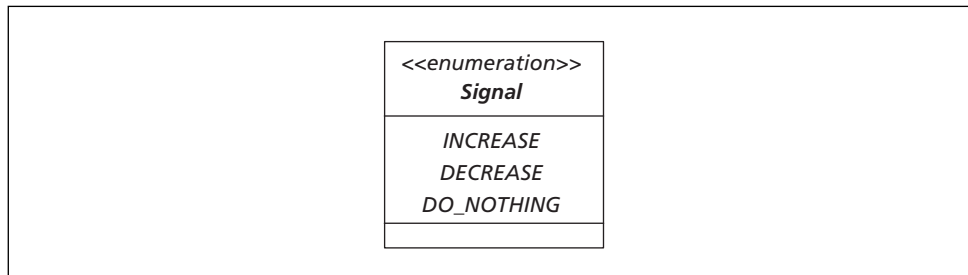 <<enumeration>>
Signal
INCREASE
DECREASE
DO_NOTHING